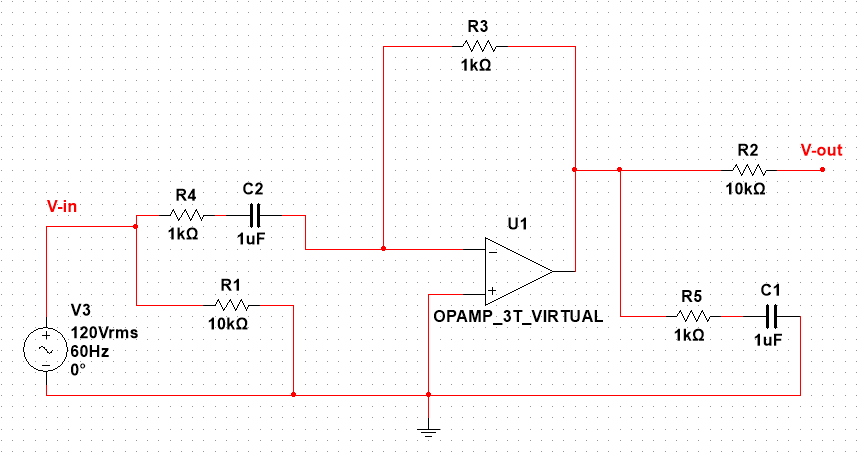 R3
1kΩ
R2
V-out
10kΩ
R4
C2
V-in
1kΩ
1uF
U1
−
+
OPAMP_3T_VIRTUAL
R1
10kΩ
V3
120Vrms
60Hz
0°
+
−
R5
C1
1kΩ
1uF